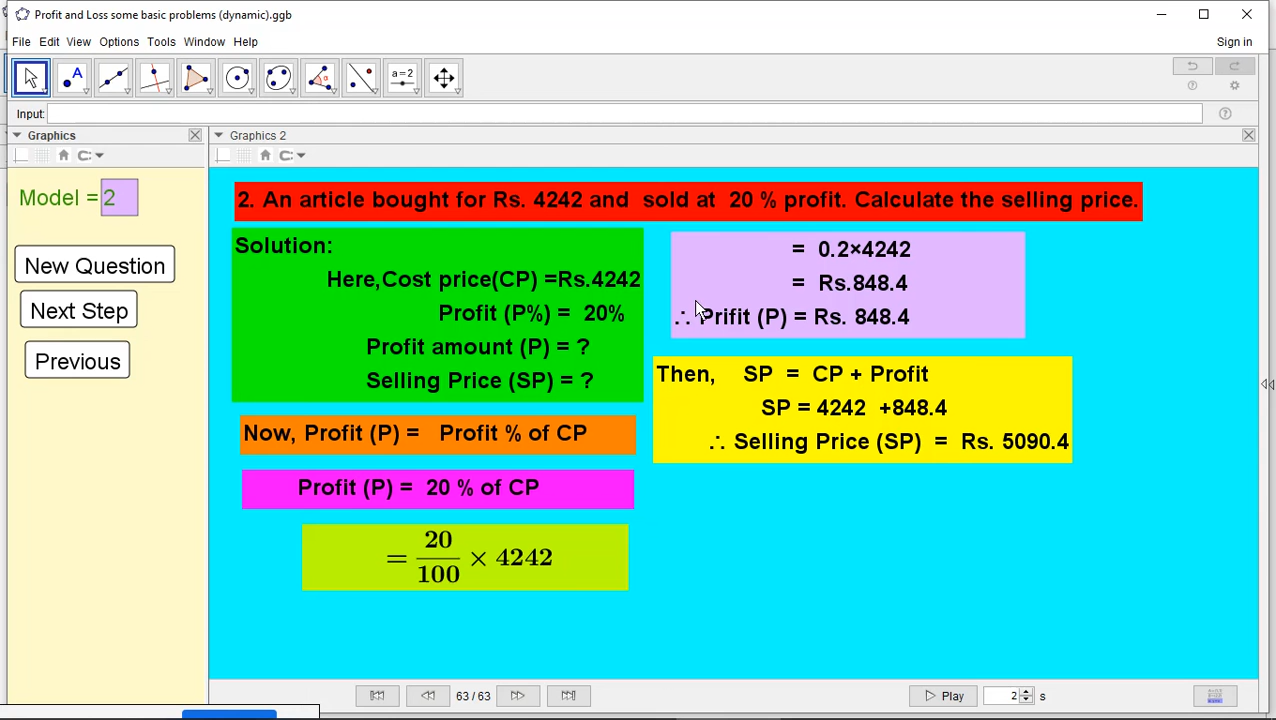 Profit and Loss some basic problems (dynamic).ggb
File Edit View Options Tools Window Help
Sign in
A
a=2
Input:
Graphics
Graphics 2
Model = 2
New Question
Next Step
Previous
2. An article bought for Rs. 4242 and sold at 20 % profit. Calculate the selling price.
Solution:
Here,Cost price(CP) =Rs.4242
Profit (P%) = 20%
Profit amount (P) = ?
Selling Price (SP) = ?
Now, Profit (P) = Profit % of CP
Profit (P) = 20 % of CP
= 20/100 × 4242
= 0.2×4242
= Rs.848.4
∴ Prifit (P) = Rs. 848.4
Then, SP = CP + Profit
SP = 4242 +848.4
∴ Selling Price (SP) = Rs. 5090.4
63 / 63
Play
2 s